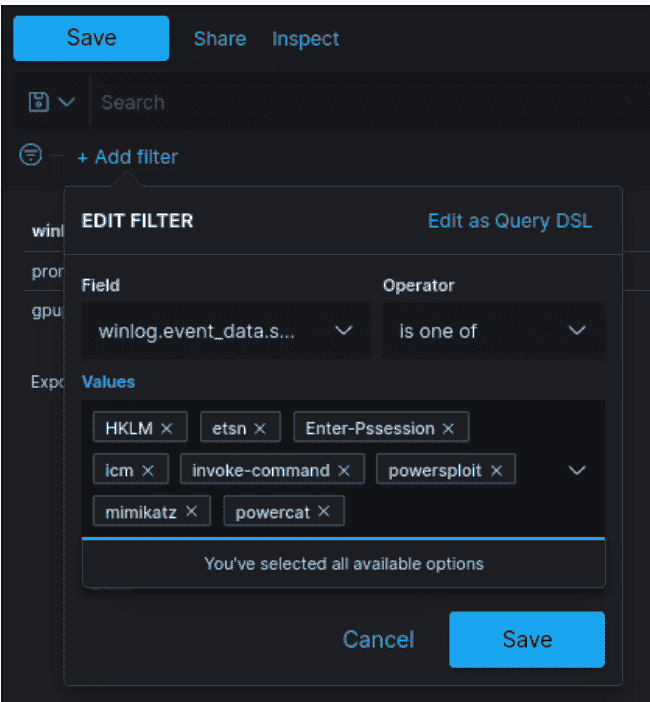 Save Share Inspect
Search
+ Add filter
EDIT FILTER Edit as Query DSL
Field Operator
winlog.event_data.s... is one of
Values
HKLM × etsn × Enter-Pssession ×
icm × invoke-command × powersploit ×
mimikatz × powercat ×
You've selected all available options
Cancel Save